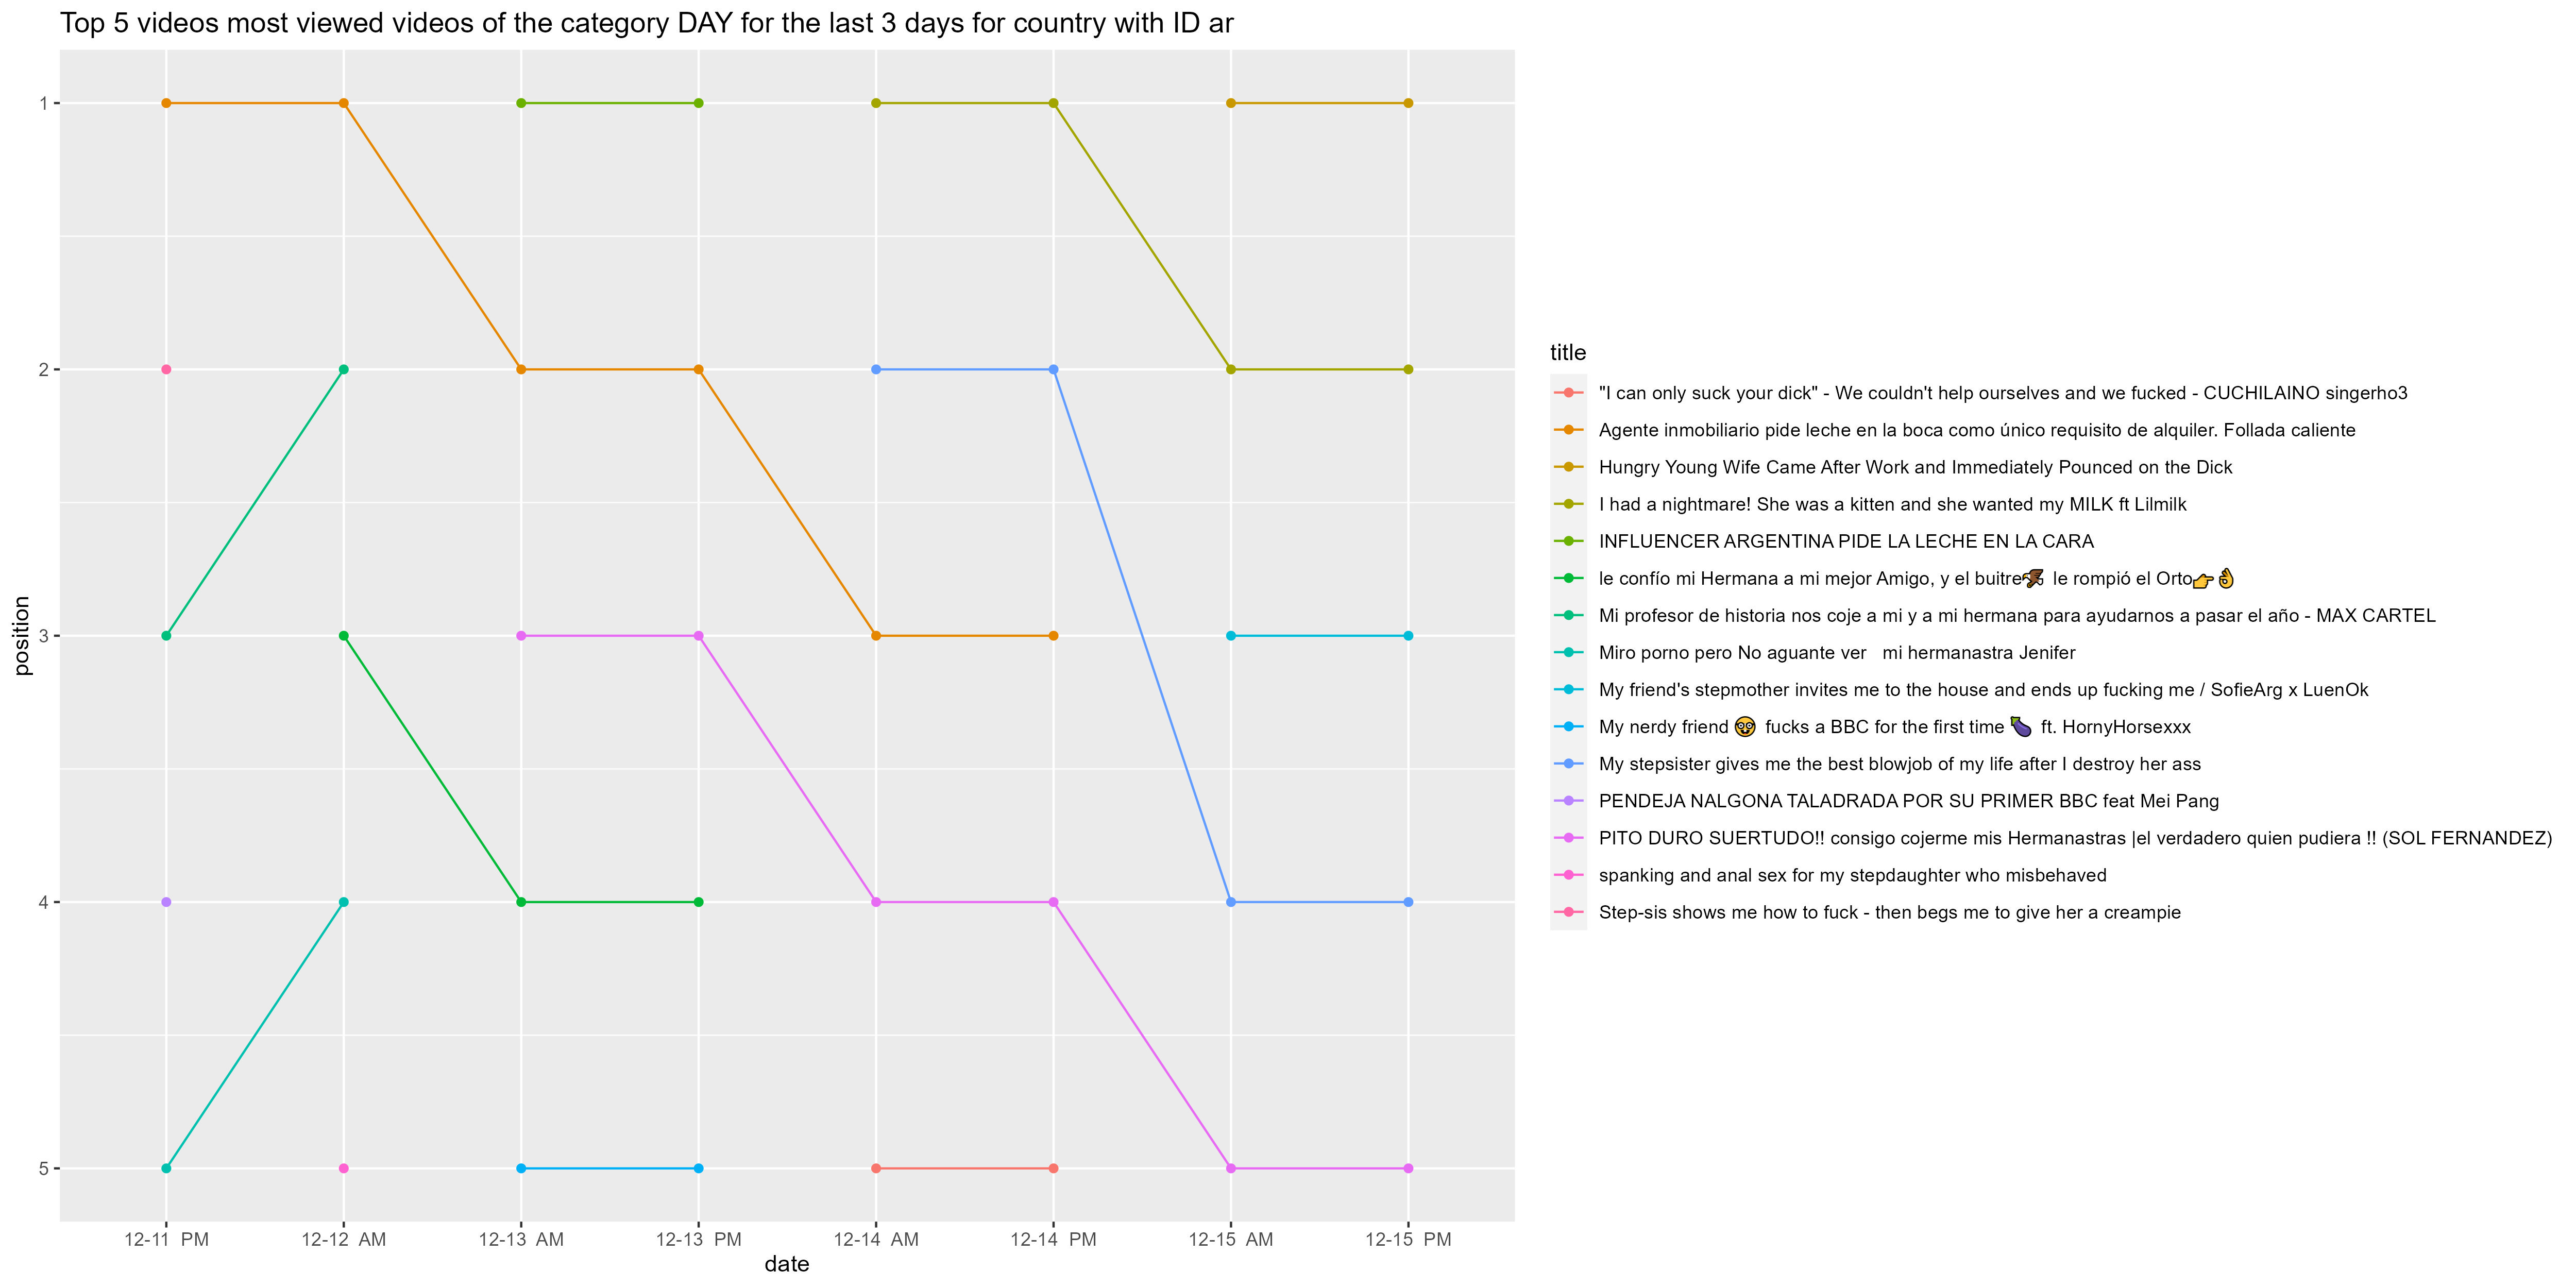 Top 5 videos most viewed videos of the category DAY for the last 3 days for country with ID ar
position
1
2
3
4
5
12-11 PM
12-12 AM
12-13 AM
12-13 PM
12-14 AM
12-14 PM
12-15 AM
12-15 PM
date
title
"I can only suck your dick" - We couldn't help ourselves and we fucked - CUCHILAINO singerho3
Agente inmobiliario pide leche en la boca como único requisito de alquiler. Follada caliente
Hungry Young Wife Came After Work and Immediately Pounced on the Dick
I had a nightmare! She was a kitten and she wanted my MILK ft Lilmilk
INFLUENCER ARGENTINA PIDE LA LECHE EN LA CARA
le confío mi Hermana a mi mejor Amigo, y el buitre🦅 le rompió el Orto👉👌
Mi profesor de historia nos coje a mi y a mi hermana para ayudarnos a pasar el año - MAX CARTEL
Miro porno pero No aguante ver   mi hermanastra Jenifer
My friend's stepmother invites me to the house and ends up fucking me / SofieArg x LuenOk
My nerdy friend 🤓 fucks a BBC for the first time 🍆 ft. HornyHorsexxx
My stepsister gives me the best blowjob of my life after I destroy her ass
PENDEJA NALGONA TALADRADA POR SU PRIMER BBC feat Mei Pang
PITO DURO SUERTUDO!! consigo cojerme mis Hermanastras |el verdadero quien pudiera !! (SOL FERNANDEZ)
spanking and anal sex for my stepdaughter who misbehaved
Step-sis shows me how to fuck - then begs me to give her a creampie